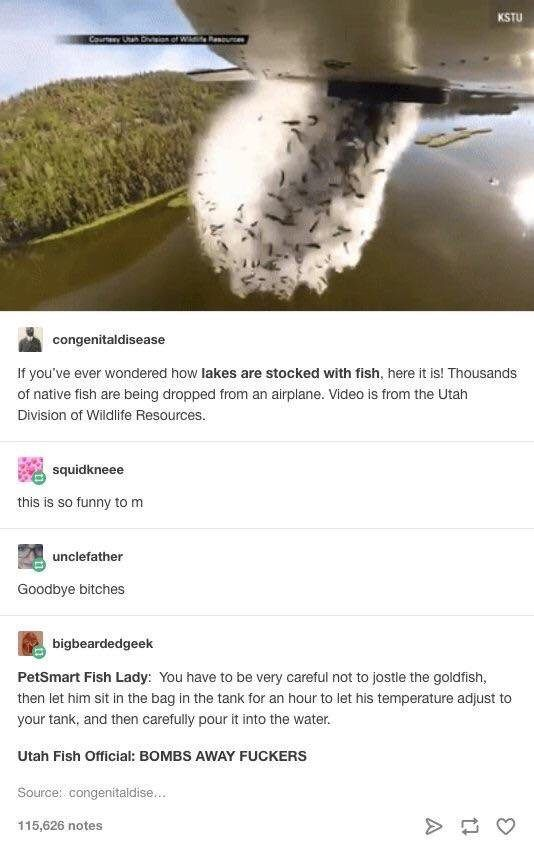 KSTU
Courtesy Utah Division of Wildlife Resources
congenitaldisease
If you've ever wondered how lakes are stocked with fish, here it is! Thousands
of native fish are being dropped from an airplane. Video is from the Utah
Division of Wildlife Resources.
squidkneee
this is so funny to m
unclefather
Goodbye bitches
bigbeardedgeek
PetSmart Fish Lady:  You have to be very careful not to jostle the goldfish,
then let him sit in the bag in the tank for an hour to let his temperature adjust to
your tank, and then carefully pour it into the water.
Utah Fish Official: BOMBS AWAY FUCKERS
Source:  congenitaldise...
115,626 notes